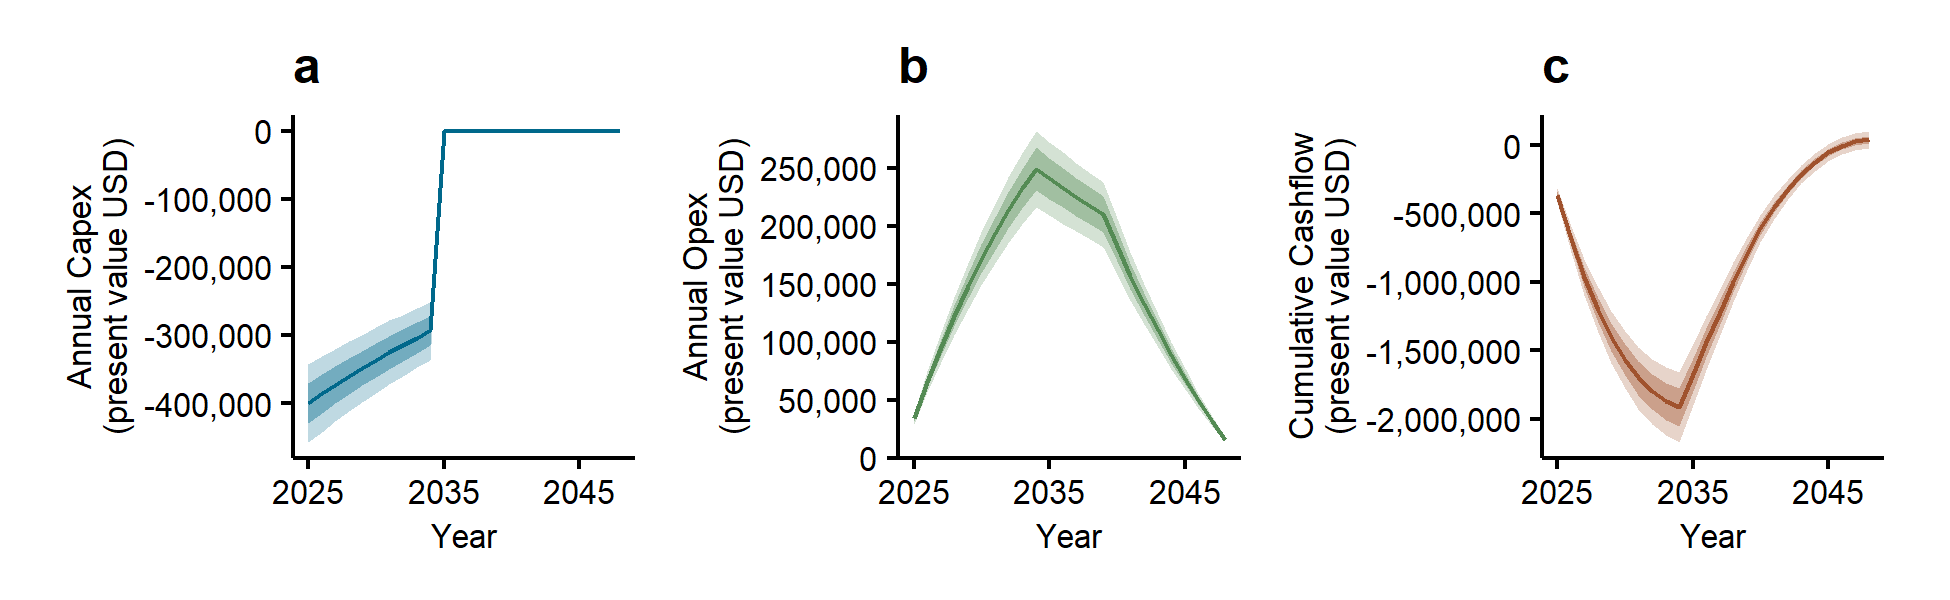 a
Annual Capex
(present value USD)
0
-100,000
-200,000
-300,000
-400,000
2025
2035
2045
Year
b
Annual Opex
(present value USD)
250,000
200,000
150,000
100,000
50,000
0
2025
2035
2045
Year
c
Cumulative Cashflow
(present value USD)
0
-500,000
-1,000,000
-1,500,000
-2,000,000
2025
2035
2045
Year